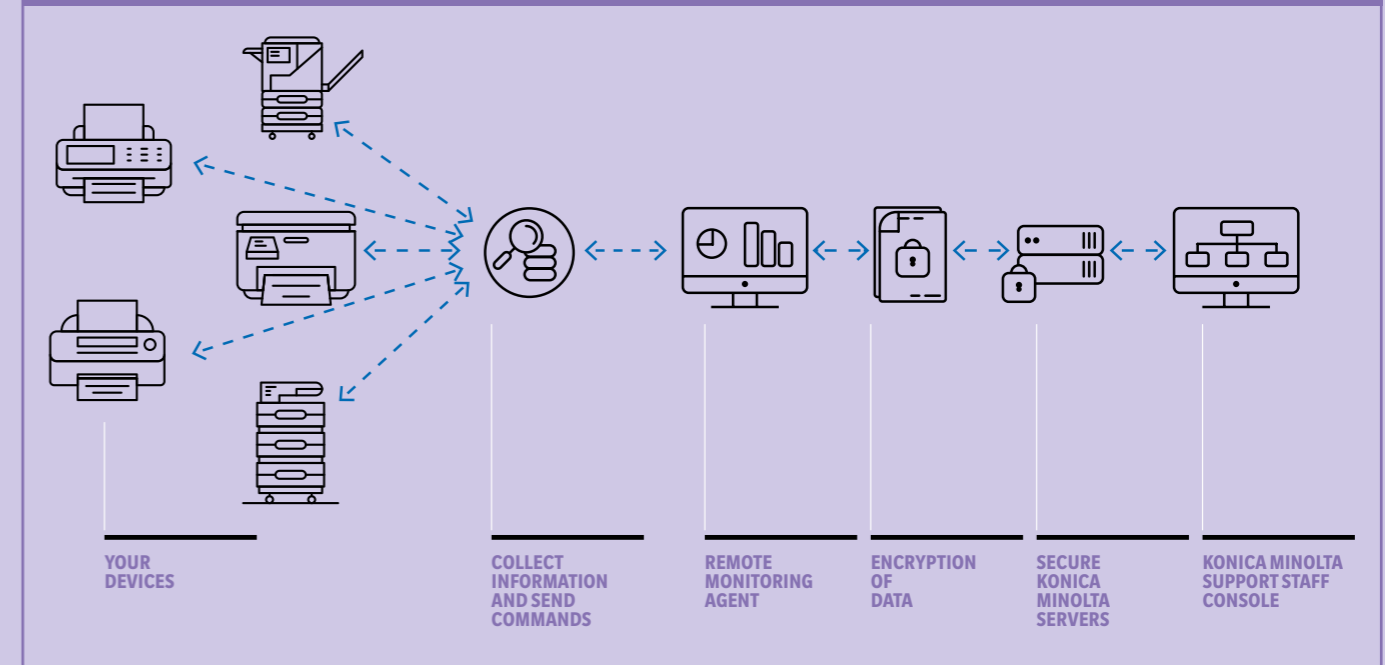 YOUR
DEVICES
COLLECT
INFORMATION
AND SEND
COMMANDS
REMOTE
MONITORING
AGENT
ENCRYPTION
OF
DATA
SECURE
KONICA
MINOLTA
SERVERS
KONICA MINOLTA
SUPPORT STAFF
CONSOLE